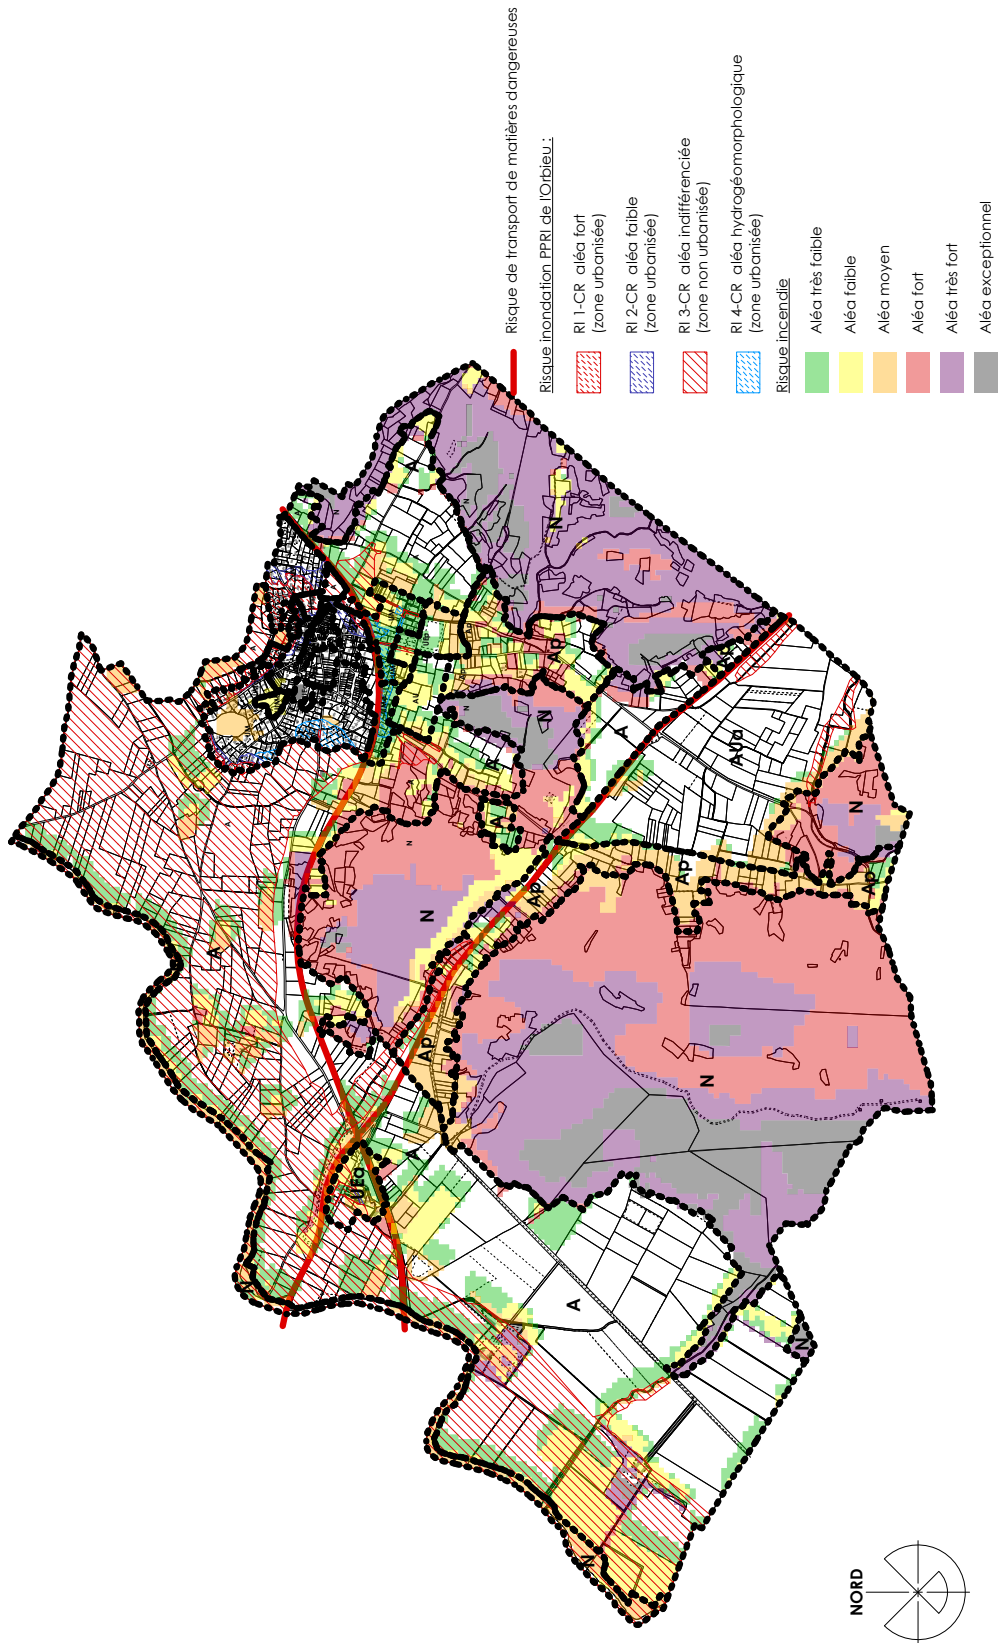 Risque de transport de matières dangereuses
Risque inondation PPRI de l'Orbieu :
RI 1-CR aléa fort
(zone urbanisée)
RI 2-CR aléa faible
(zone urbanisée)
RI 3-CR aléa indifférenciée
(zone non urbanisée)
RI 4-CR aléa hydrogéomorphologique
(zone urbanisée)
Risque incendie
Aléa très faible
Aléa faible
Aléa moyen
Aléa fort
Aléa très fort
Aléa exceptionnel
NORD
N
A
UEa
A
Ap
N
Ap
N
A
A
N
Ap
A
N
A
Aya
Ap
N
Ap
N
A
N
N